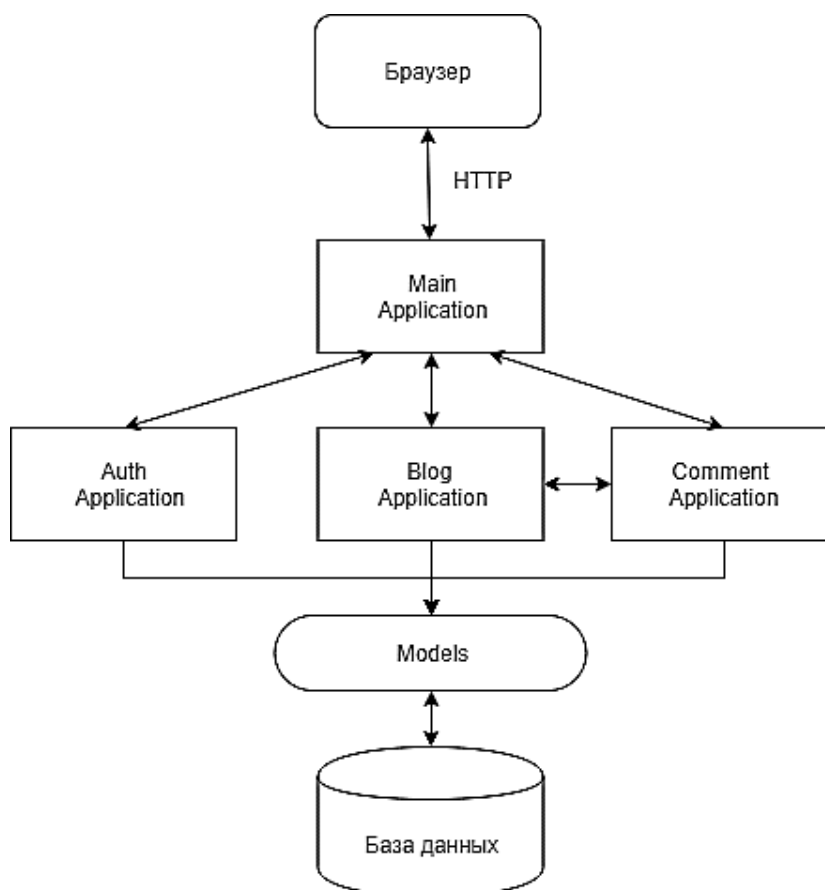 Браузер
HTTP
Main
Application
Auth
Application
Blog
Application
Comment
Application
Models
База данных